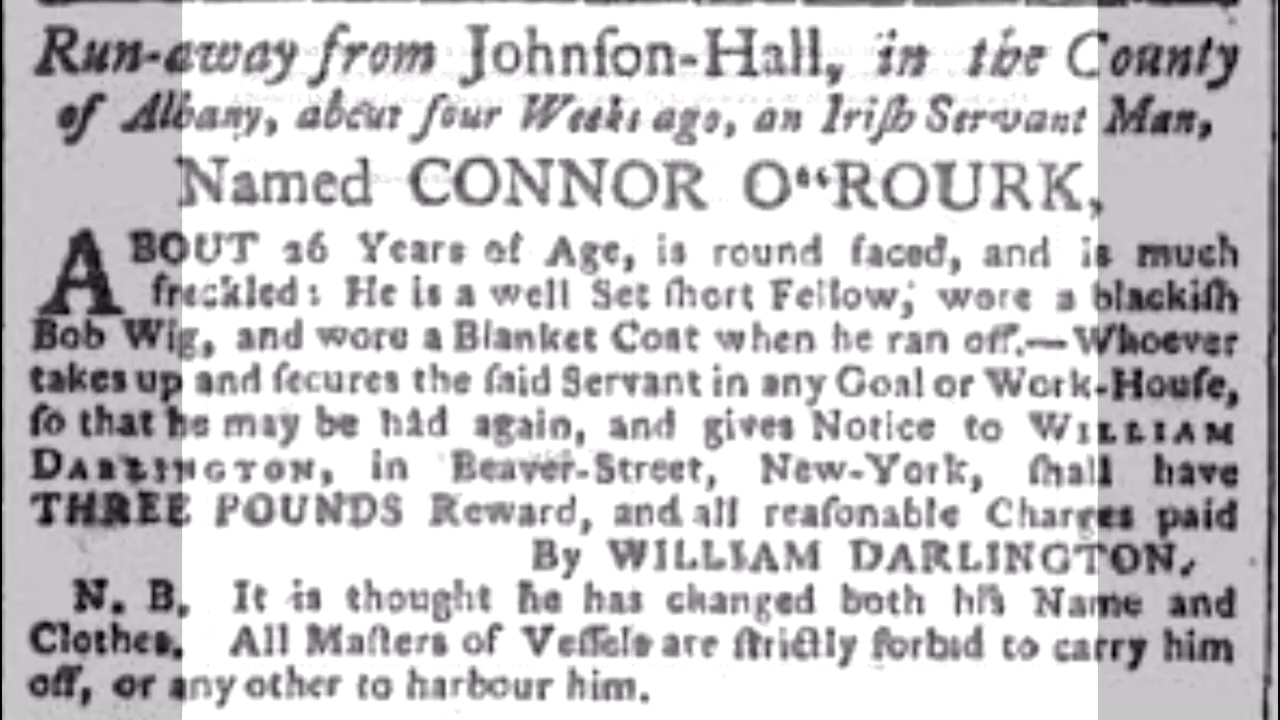 Run-away from Johnſon-Hall, in the County
of Albany, about four Weeks ago, an Iriſh Servant Man,
Named CONNOR O“ROURK,
ABOUT 26 Years of Age, is round faced, and is much
freckled: He is a well Set ſhort Fellow, wore a blackiſh
Bob Wig, and wore a Blanket Coat when he ran off.—Whoever
takes up and ſecures the ſaid Servant in any Goal or Work-Houſe,
ſo that he may be had again, and gives Notice to WILLIAM
DARLINGTON, in Beaver-Street, New-York, ſhall have
THREE POUNDS Reward, and all reaſonable Charges paid
By WILLIAM DARLINGTON.
N. B. It is thought he has changed both his Name and
Clothes. All Maſters of Veſſels are ſtrictly forbid to carry him
off, or any other to harbour him.